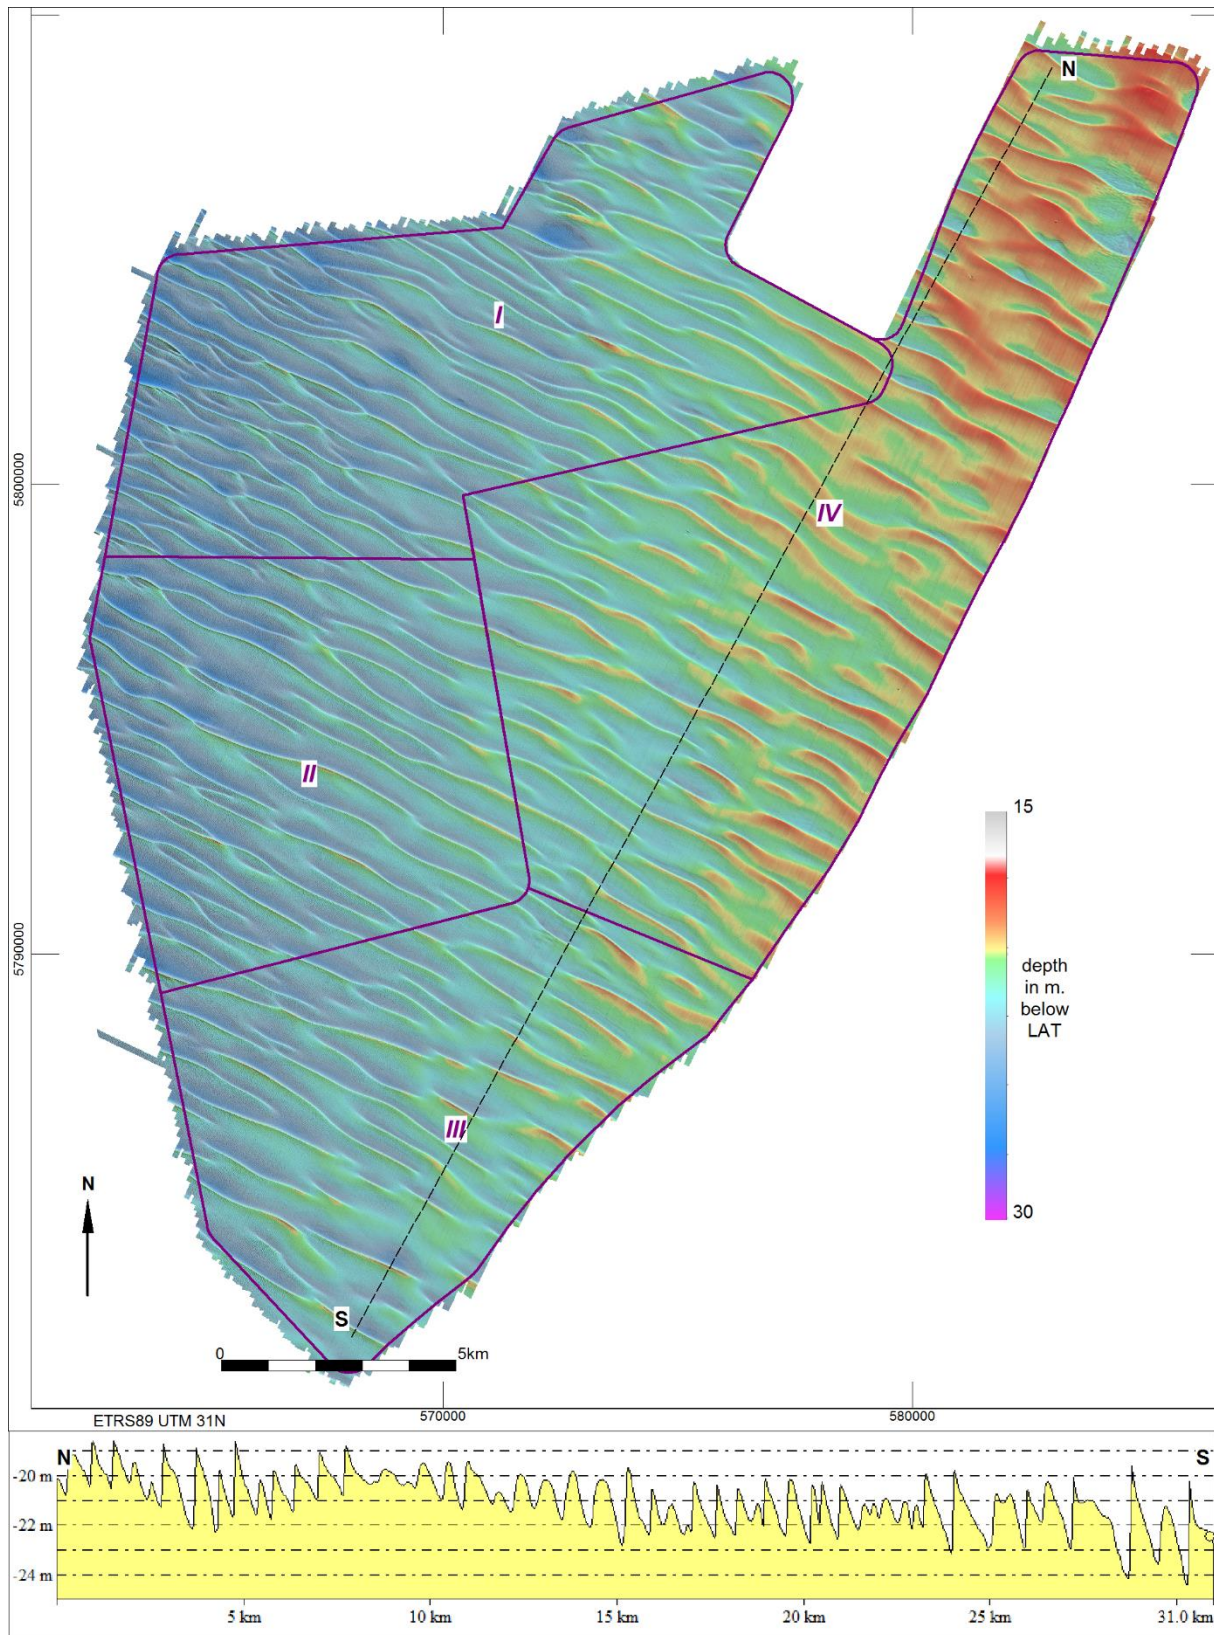 N
I
5800000
IV
II
15
depth
in m.
below
LAT
30
5790000
III
N
S
0
5km
ETRS89 UTM 31N
570000
580000
N
S
-20 m
-22 m
-24 m
5 km
10 km
15 km
20 km
25 km
31.0 km